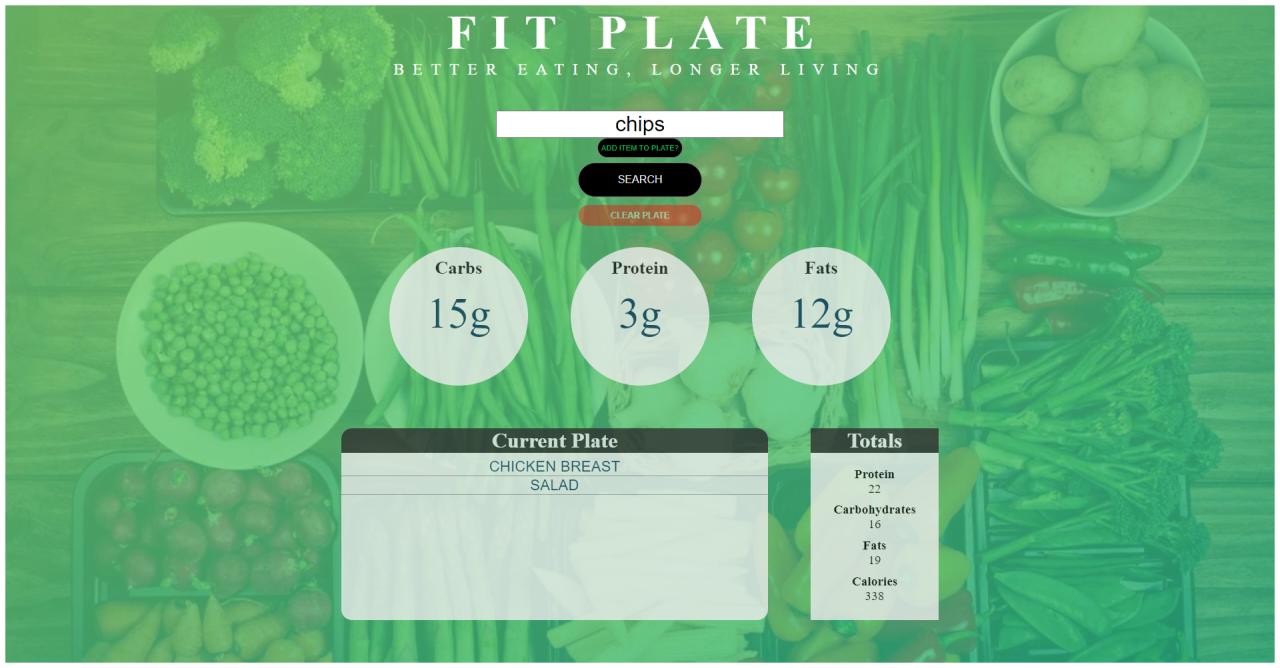 FIT PLATE
BETTER EATING, LONGER LIVING
chips
ADD ITEM TO PLATE?
SEARCH
CLEAR PLATE
Carbs
15g
Protein
3g
Fats
12g
Current Plate
CHICKEN BREAST
SALAD
Totals
Protein
22
Carbohydrates
16
Fats
19
Calories
338